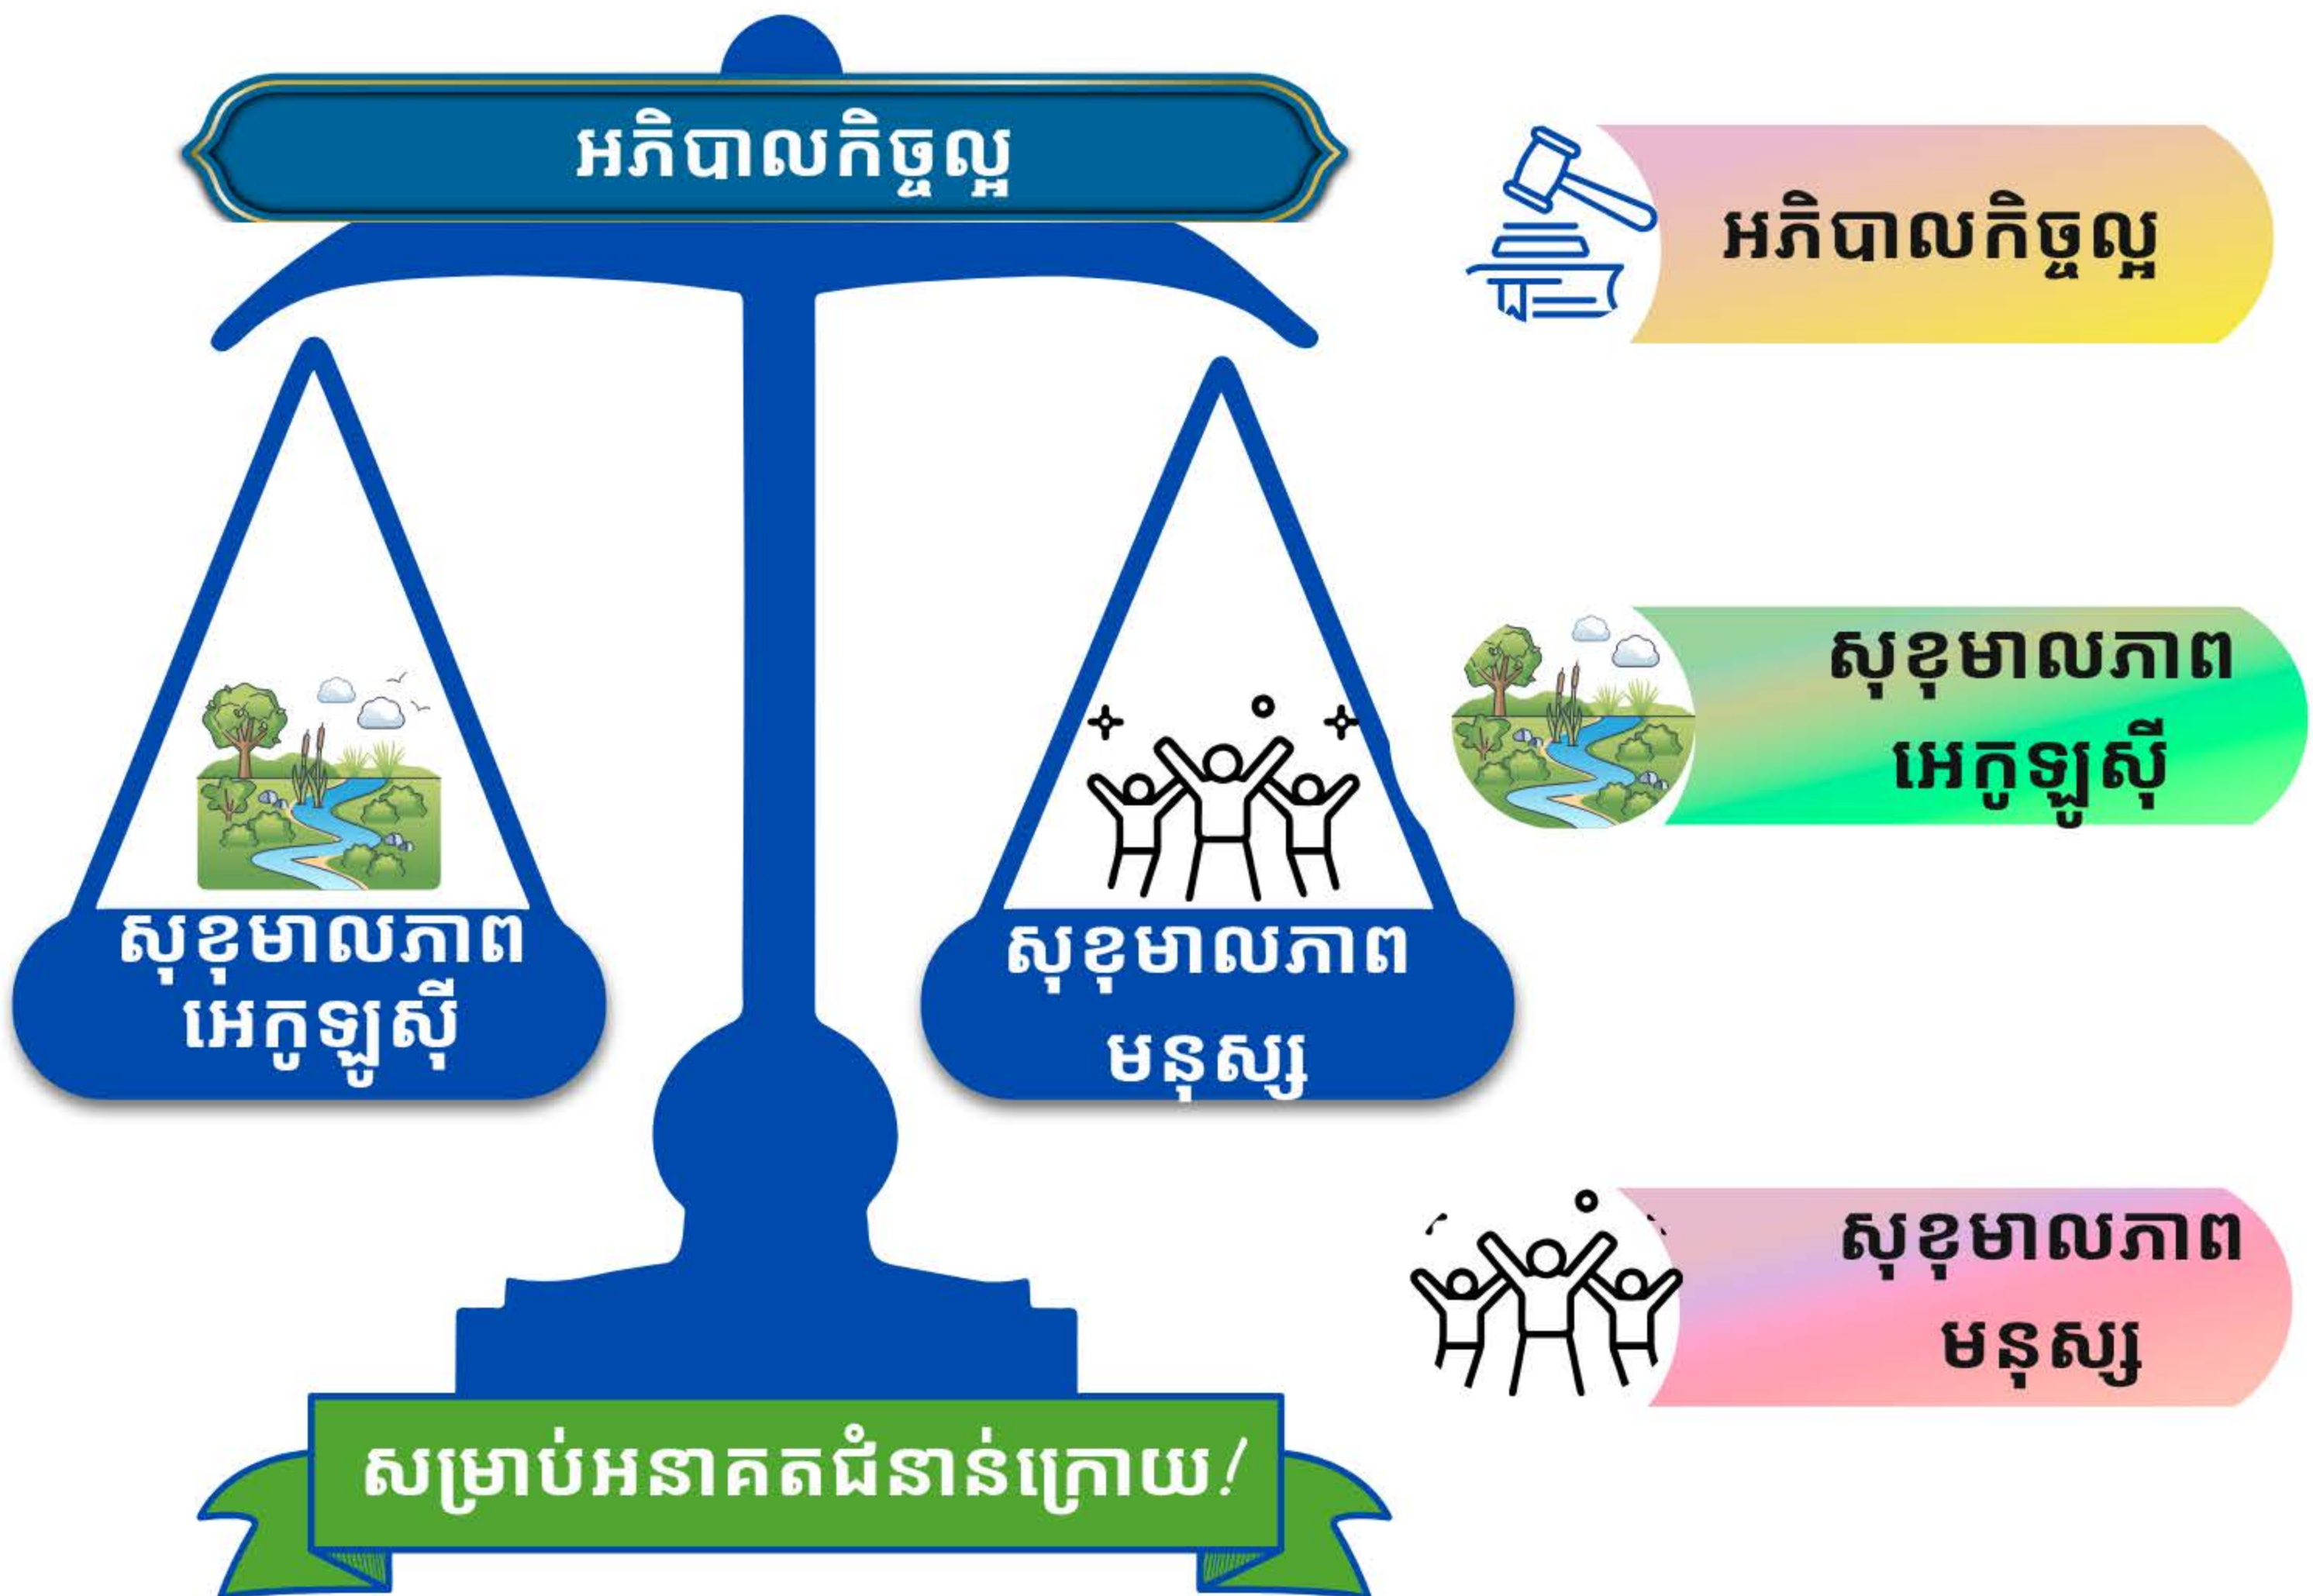 អភិបាលកិច្ចល្អ
សុខុមាលភាព
អេកូឡូស៊ី
សុខុមាលភាព
មនុស្ស
សម្រាប់អនាគតជំនាន់ក្រោយ!
អភិបាលកិច្ចល្អ
សុខុមាលភាព
អេកូឡូស៊ី
សុខុមាលភាព
មនុស្ស